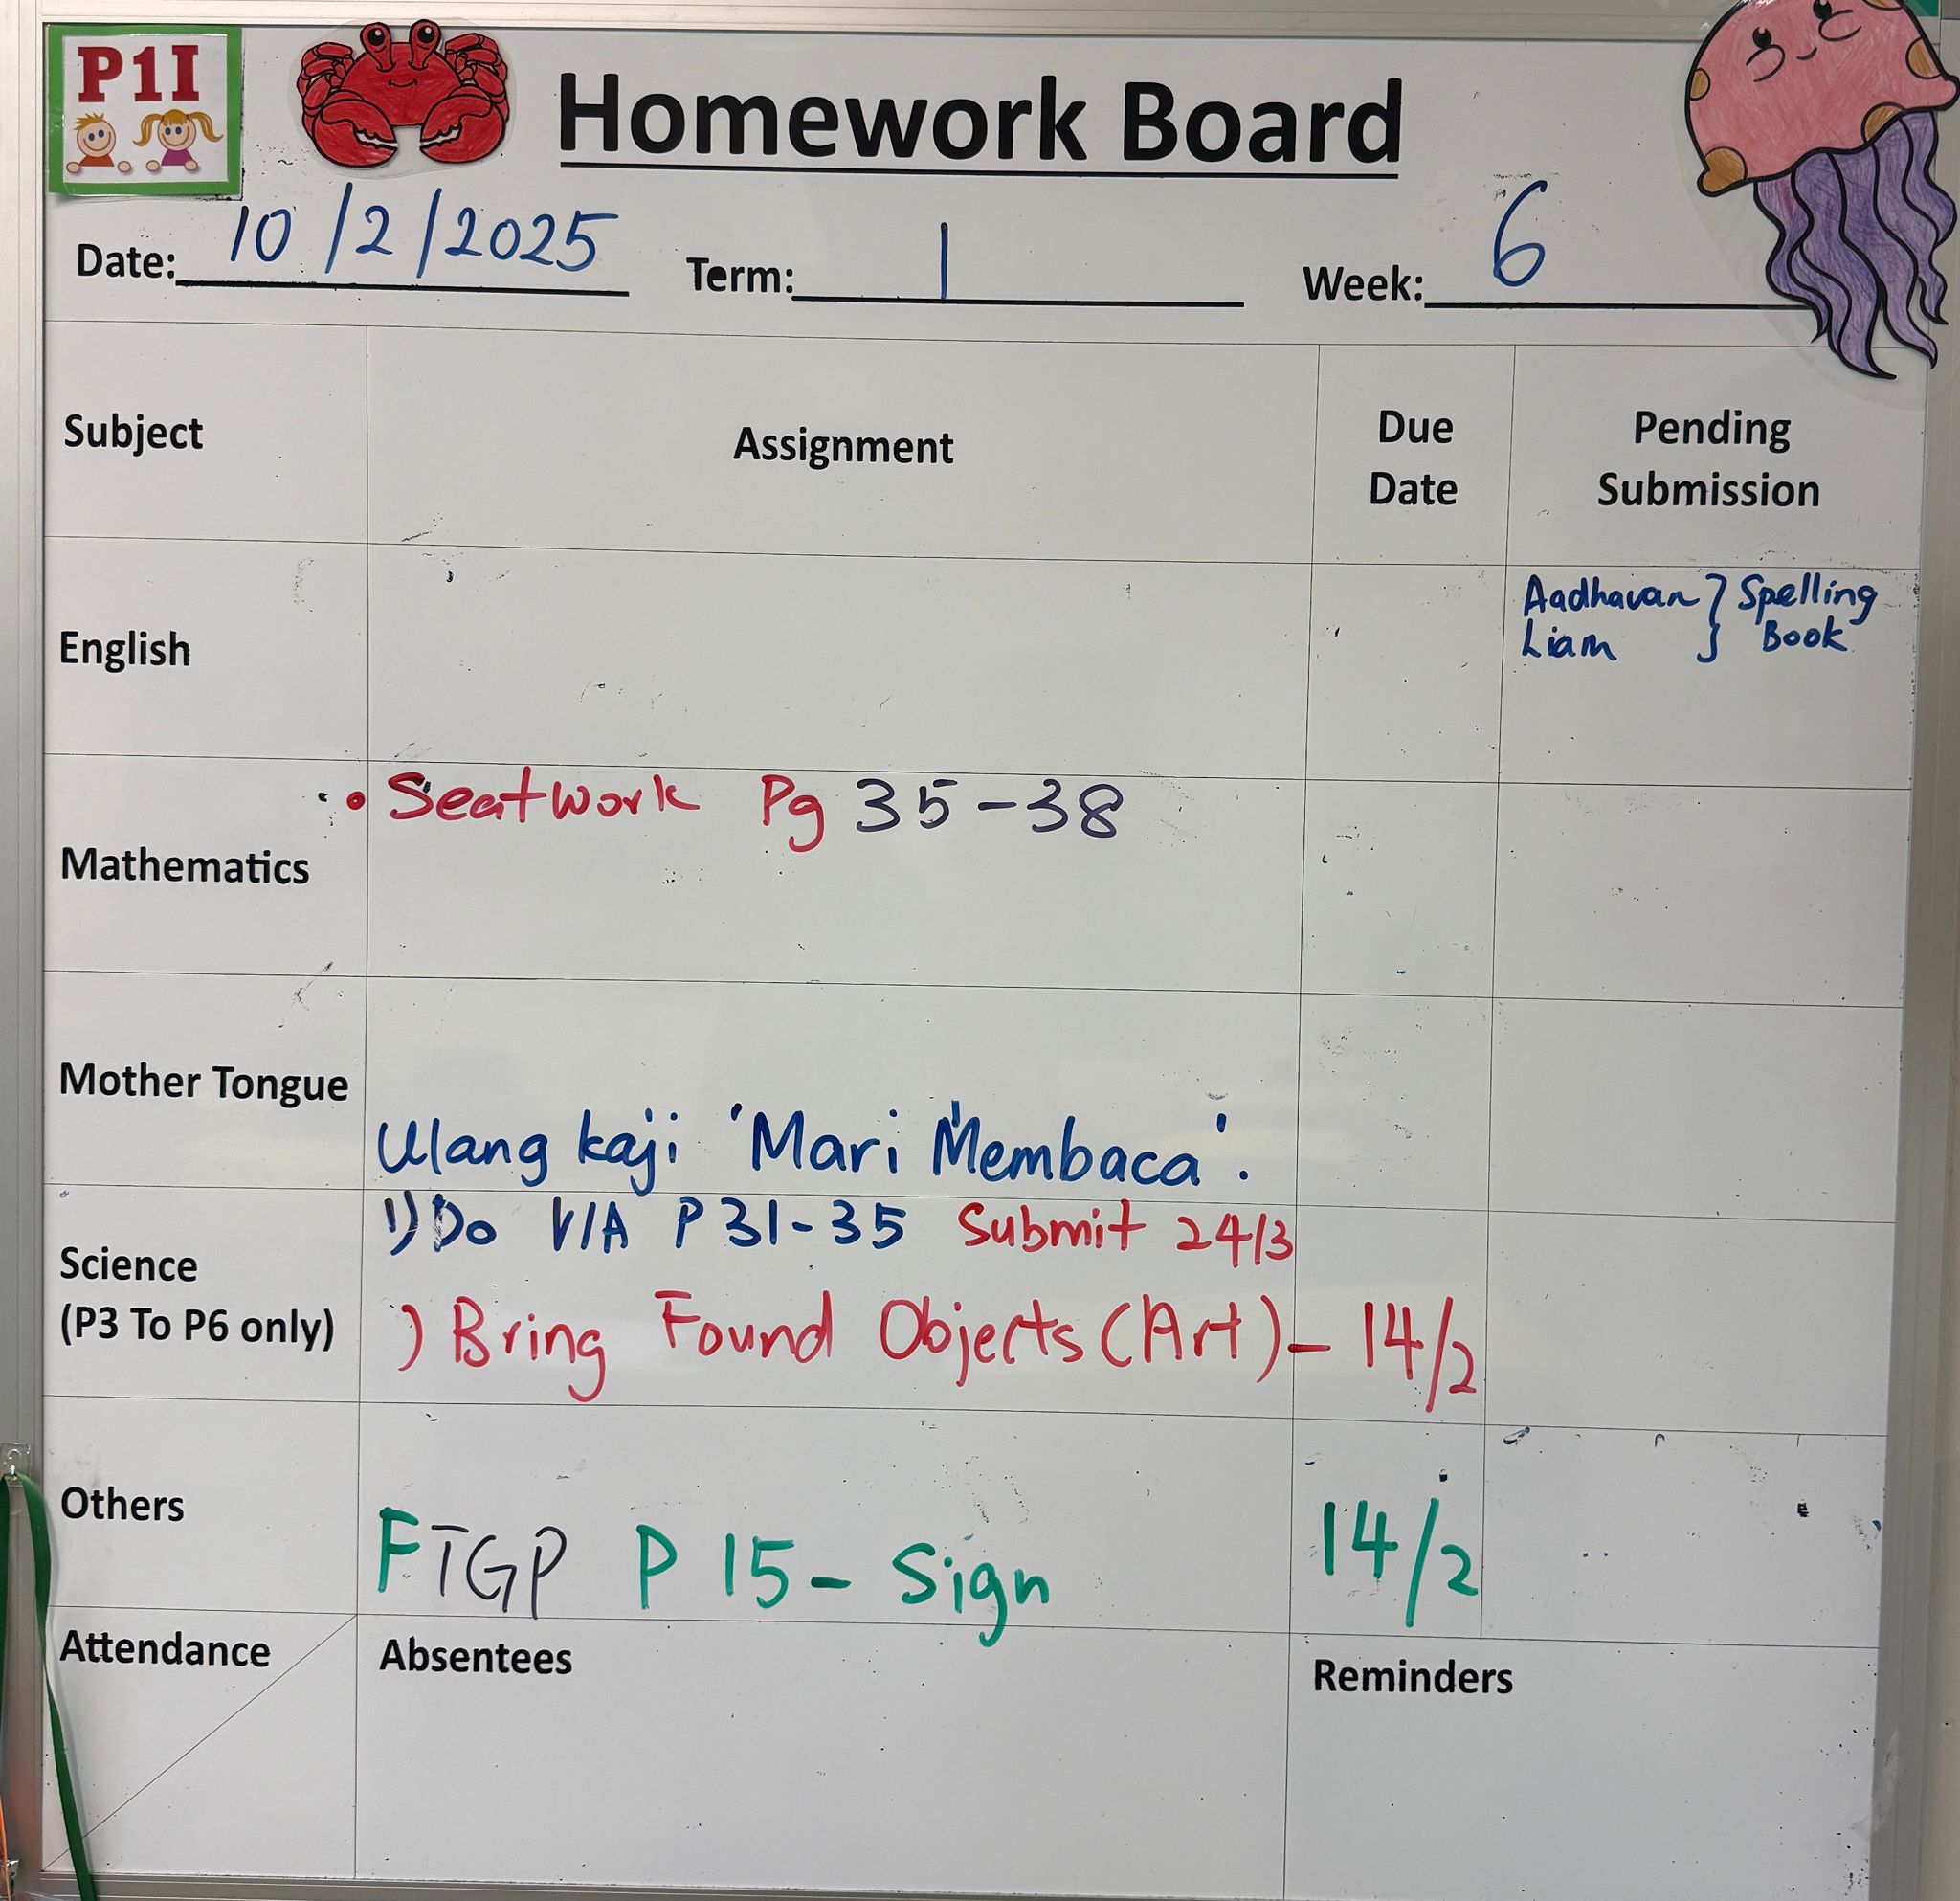 P1I
Homework Board
Date: 10/2/2025 Term: 1 Week: 6
Subject Assignment Due Date Pending Submission
English Aadhavan } Spelling
Liam } Book
• Seatwork Pg 35-38
Mathematics
Mother Tongue
Ulang kaji 'Mari Membaca'.
1) Do V/A P 31-35 Submit 24/3
Science
(P3 To P6 only)
) Bring Found Objects (Art) - 14/2
Others
FTGP P 15 - Sign 14/2
Attendance Absentees Reminders